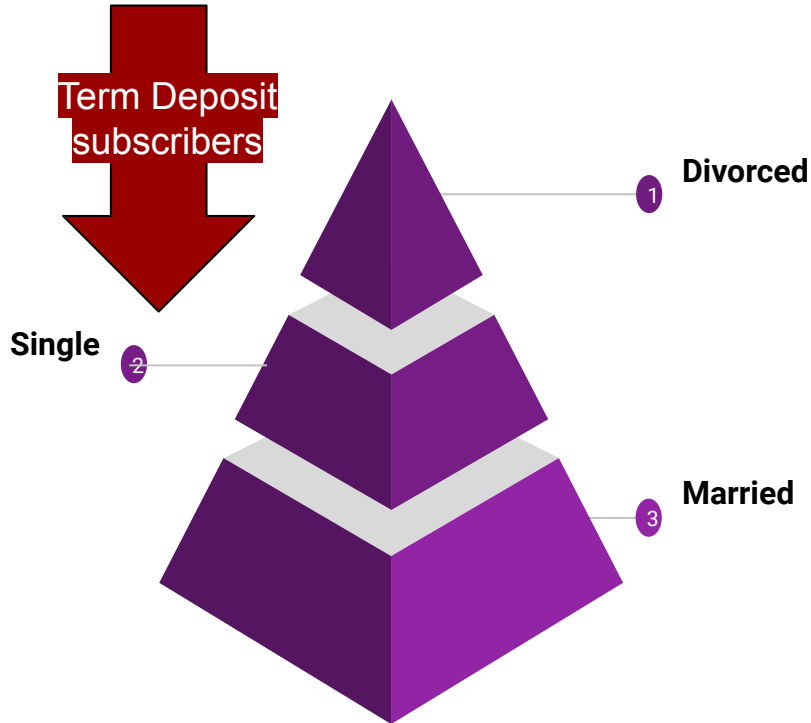 Term Deposit
subscribers
Divorced
1
Single
2
Married
3